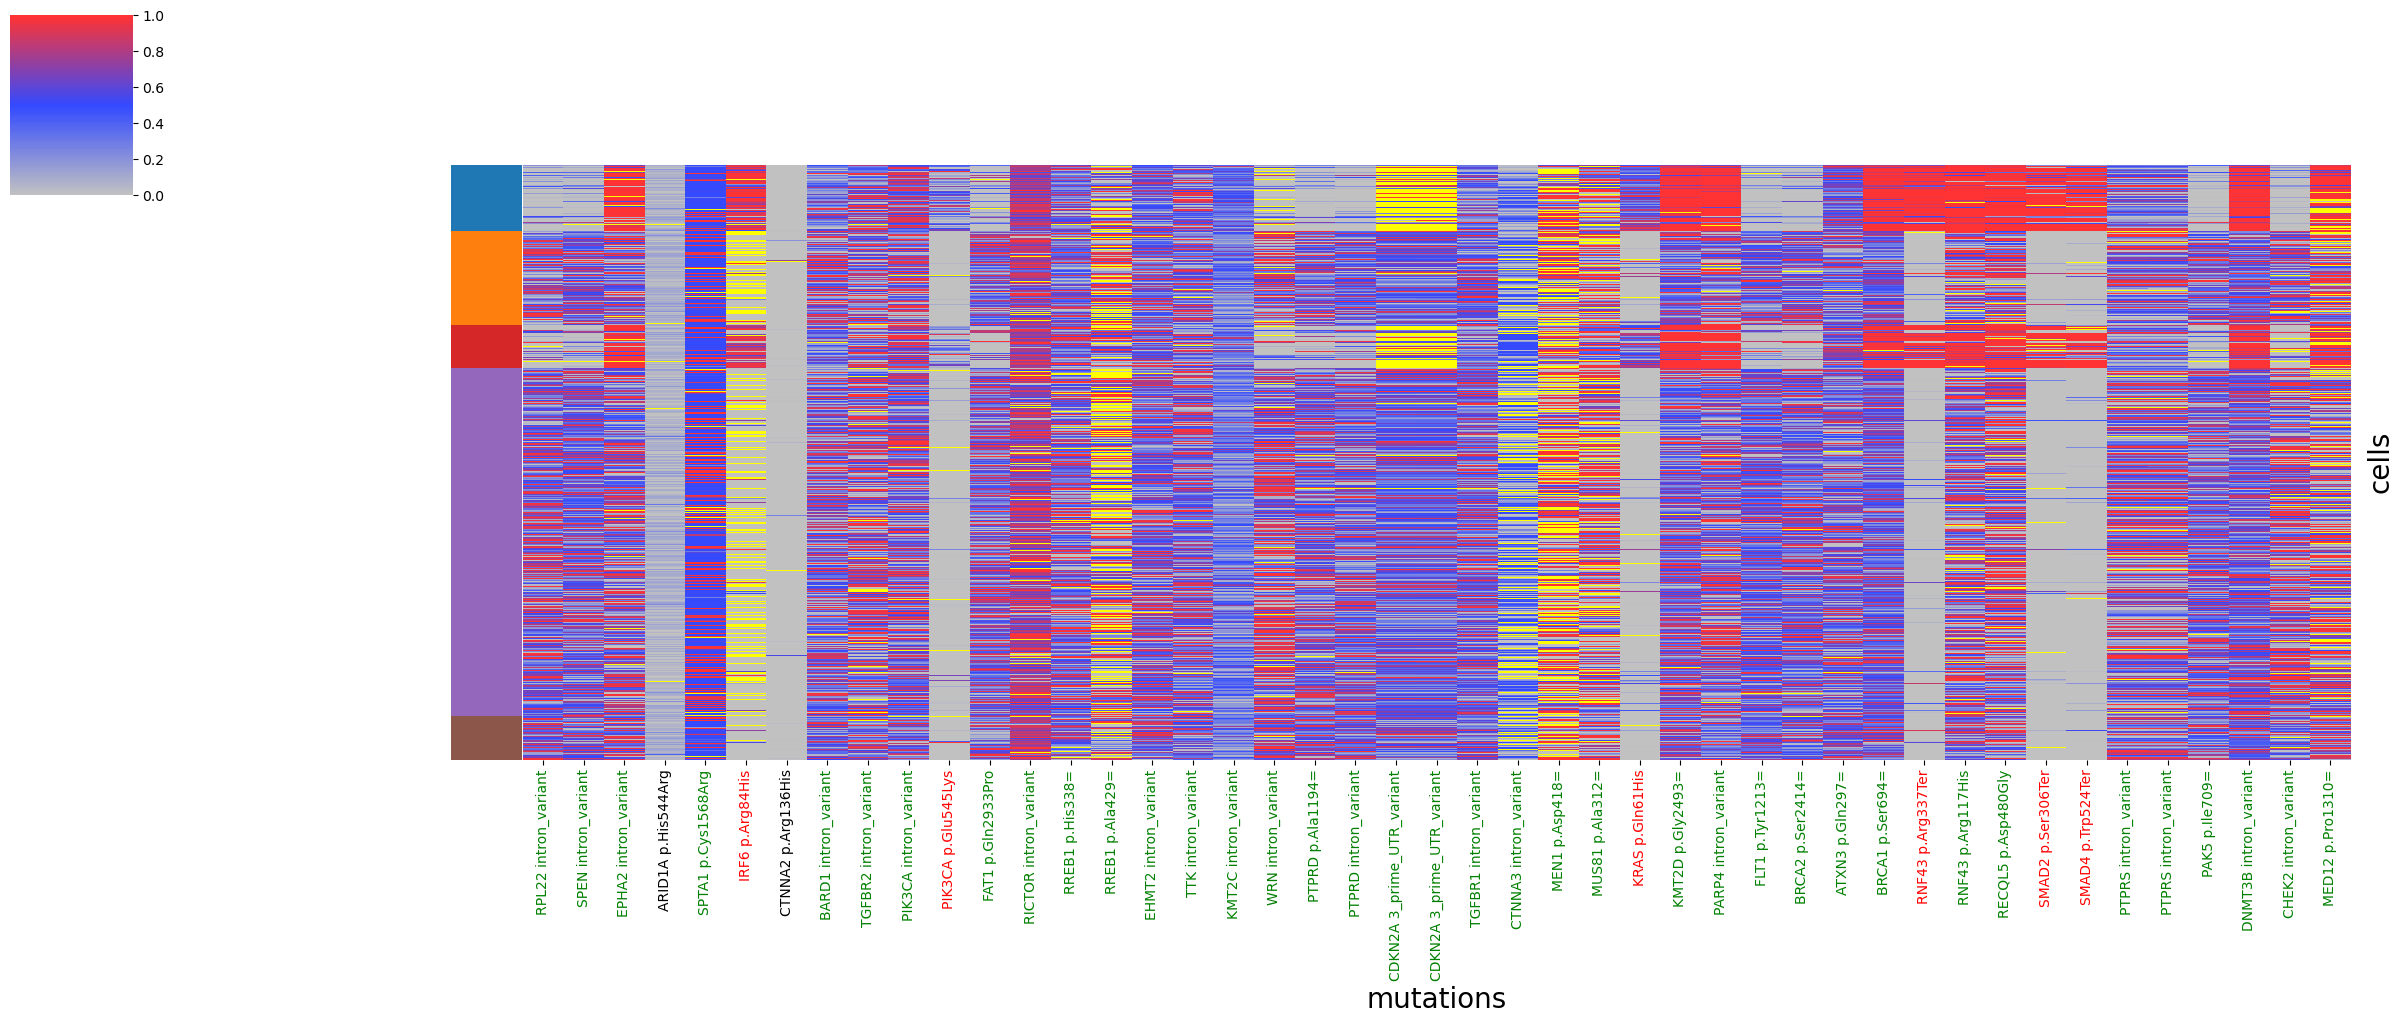 1.0
0.8
0.6
0.4
0.2
0.0
cells
RPL22 intron_variant
SPEN intron_variant
EPHA2 intron_variant
ARID1A p.His544Arg
SPTA1 p.Cys1568Arg
IRF6 p.Arg84His
CTNNA2 p.Arg136His
BARD1 intron_variant
TGFBR2 intron_variant
PIK3CA intron_variant
PIK3CA p.Glu545Lys
FAT1 p.Gln2933Pro
RICTOR intron_variant
RREB1 p.His338=
RREB1 p.Ala429=
EHMT2 intron_variant
TTK intron_variant
KMT2C intron_variant
WRN intron_variant
PTPRD p.Ala1194=
PTPRD intron_variant
CDKN2A 3_prime_UTR_variant
CDKN2A 3_prime_UTR_variant
TGFBR1 intron_variant
CTNNA3 intron_variant
MEN1 p.Asp418=
MUS81 p.Ala312=
KRAS p.Gln61His
KMT2D p.Gly2493=
PARP4 intron_variant
FLT1 p.Tyr1213=
BRCA2 p.Ser2414=
ATXN3 p.Gln297=
BRCA1 p.Ser694=
RNF43 p.Arg337Ter
RNF43 p.Arg117His
RECQL5 p.Asp480Gly
SMAD2 p.Ser306Ter
SMAD4 p.Trp524Ter
PTPRS intron_variant
PTPRS intron_variant
PAK5 p.Ile709=
DNMT3B intron_variant
CHEK2 intron_variant
MED12 p.Pro1310=
mutations